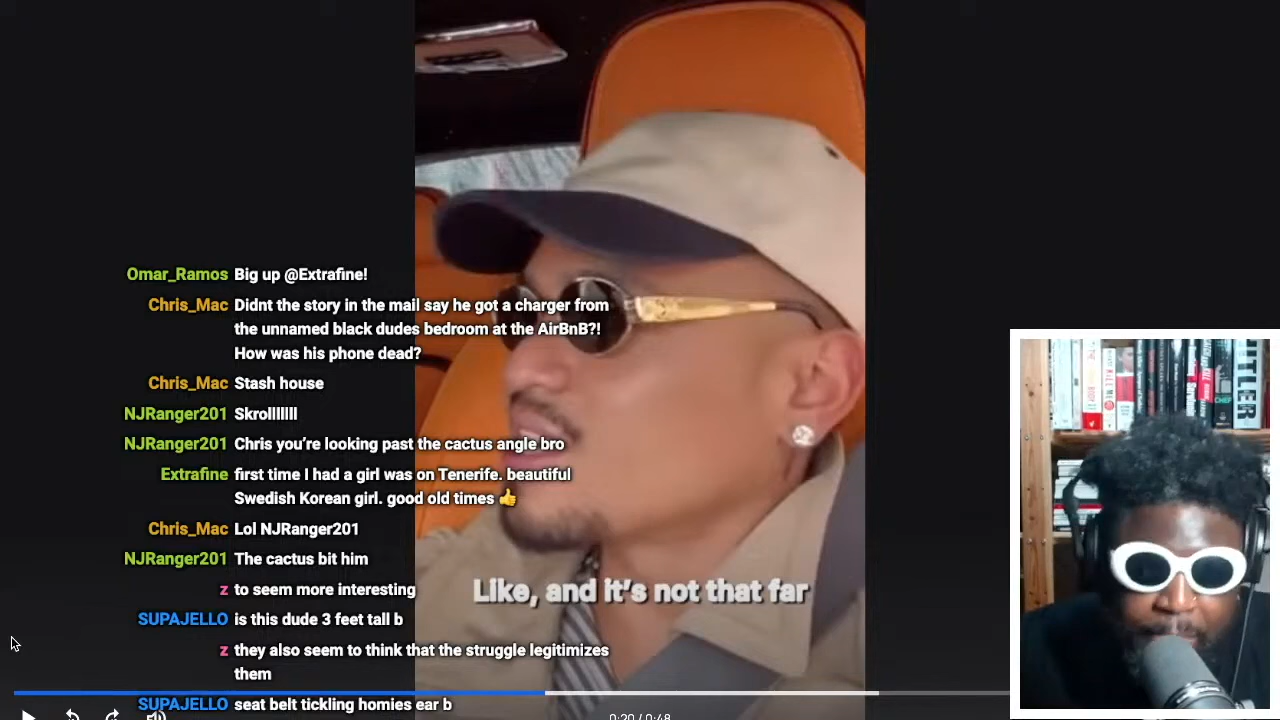 Omar_Ramos Big up @Extrafine!
Chris_Mac Didnt the story in the mail say he got a charger from
the unnamed black dudes bedroom at the AirBnB?!
How was his phone dead?
Chris_Mac Stash house
NJRanger201 Skrolllllll
NJRanger201 Chris you're looking past the cactus angle bro
Extrafine first time I had a girl was on Tenerife. beautiful
Swedish Korean girl. good old times 👍
Chris_Mac Lol NJRanger201
NJRanger201 The cactus bit him
z to seem more interesting
Like, and it's not that far
SUPAJELLO is this dude 3 feet tall b
z they also seem to think that the struggle legitimizes
them
SUPAJELLO seat belt tickling homies ear b
0:20 / 0:48